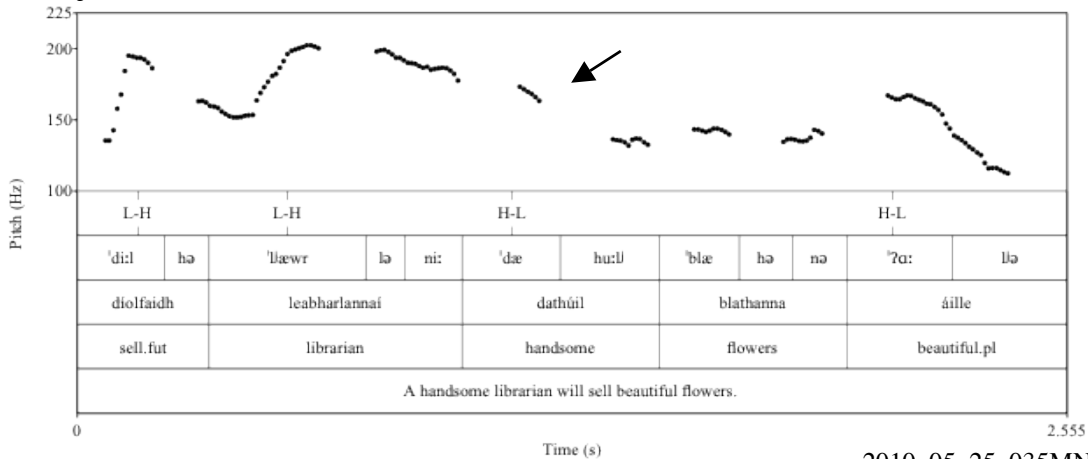 225
200
150
100
Pitch (Hz)
L-H L-H H-L H-L
ˈdiːl hə ˈlʲæwr lə niː ˈdæ huːlʲ ˈblæ hə nə ˈʔɑː lʲə
díolfaidh leabharlannaí dathúil blathanna áille
sell.fut librarian handsome flowers beautiful.pl
A handsome librarian will sell beautiful flowers.
0 2.555
Time (s)